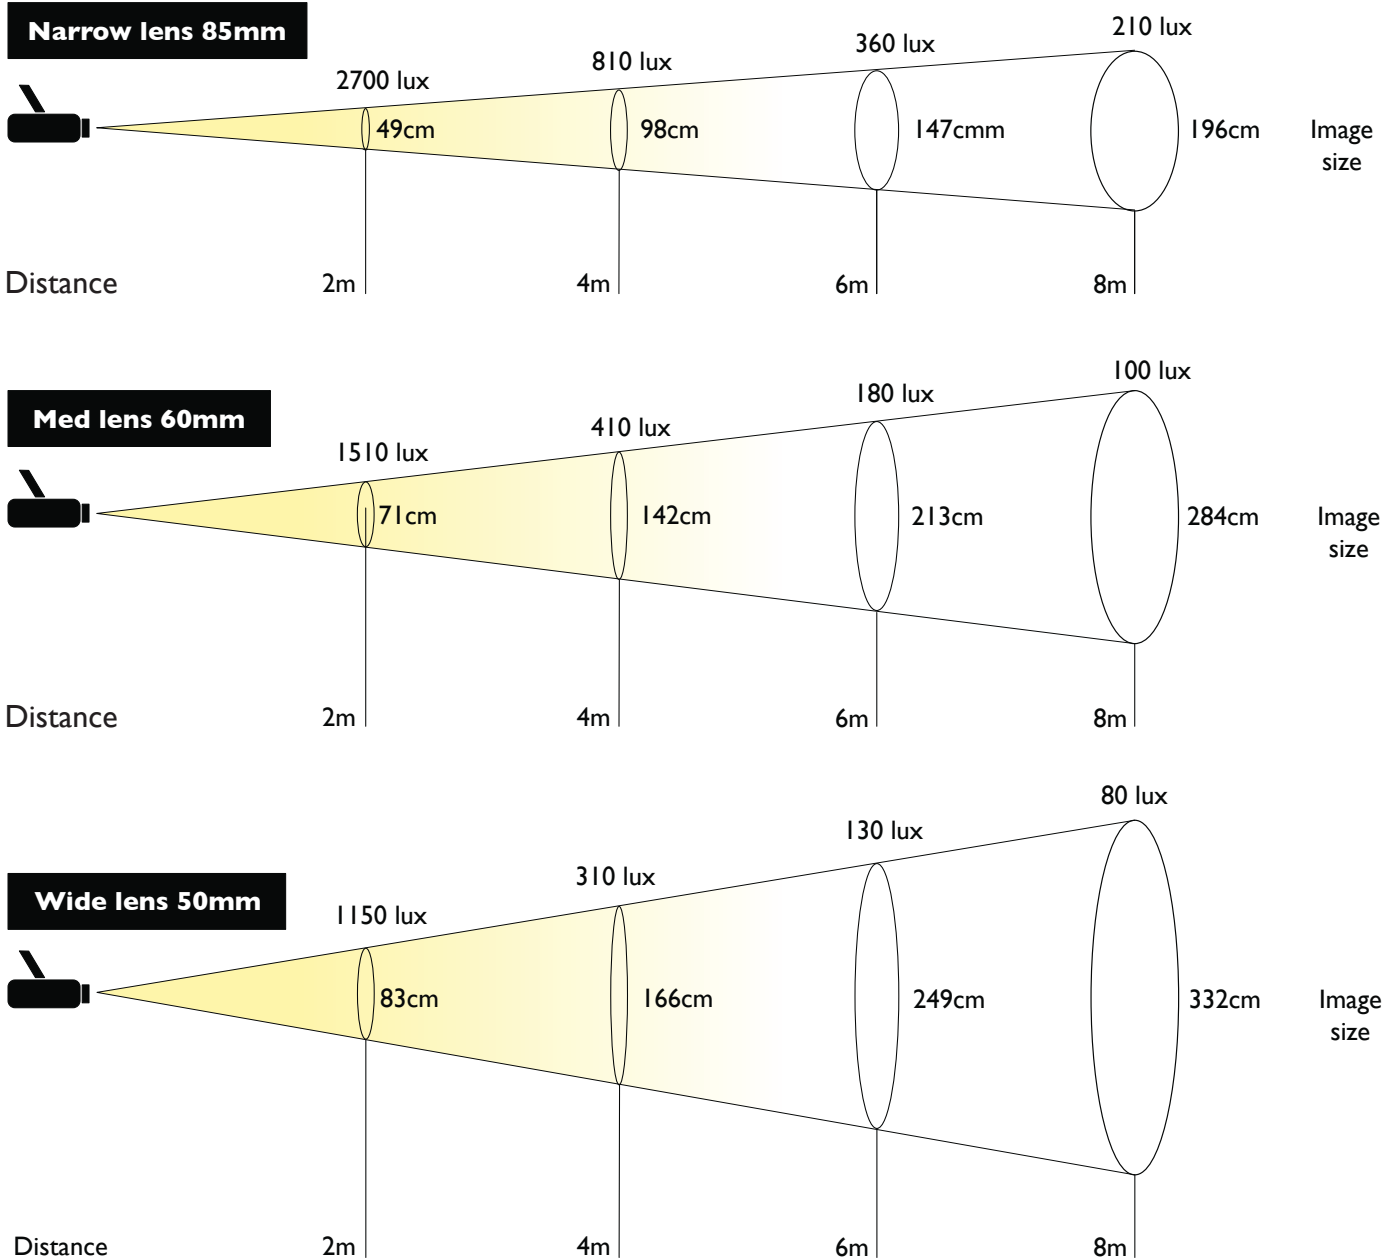 Narrow lens 85mm
2700 lux
810 lux
360 lux
210 lux
49cm
98cm
147cmm
196cm
Image
size
Distance
2m
4m
6m
8m
Med lens 60mm
1510 lux
410 lux
180 lux
100 lux
71cm
142cm
213cm
284cm
Image
size
Distance
2m
4m
6m
8m
Wide lens 50mm
1150 lux
310 lux
130 lux
80 lux
83cm
166cm
249cm
332cm
Image
size
Distance
2m
4m
6m
8m